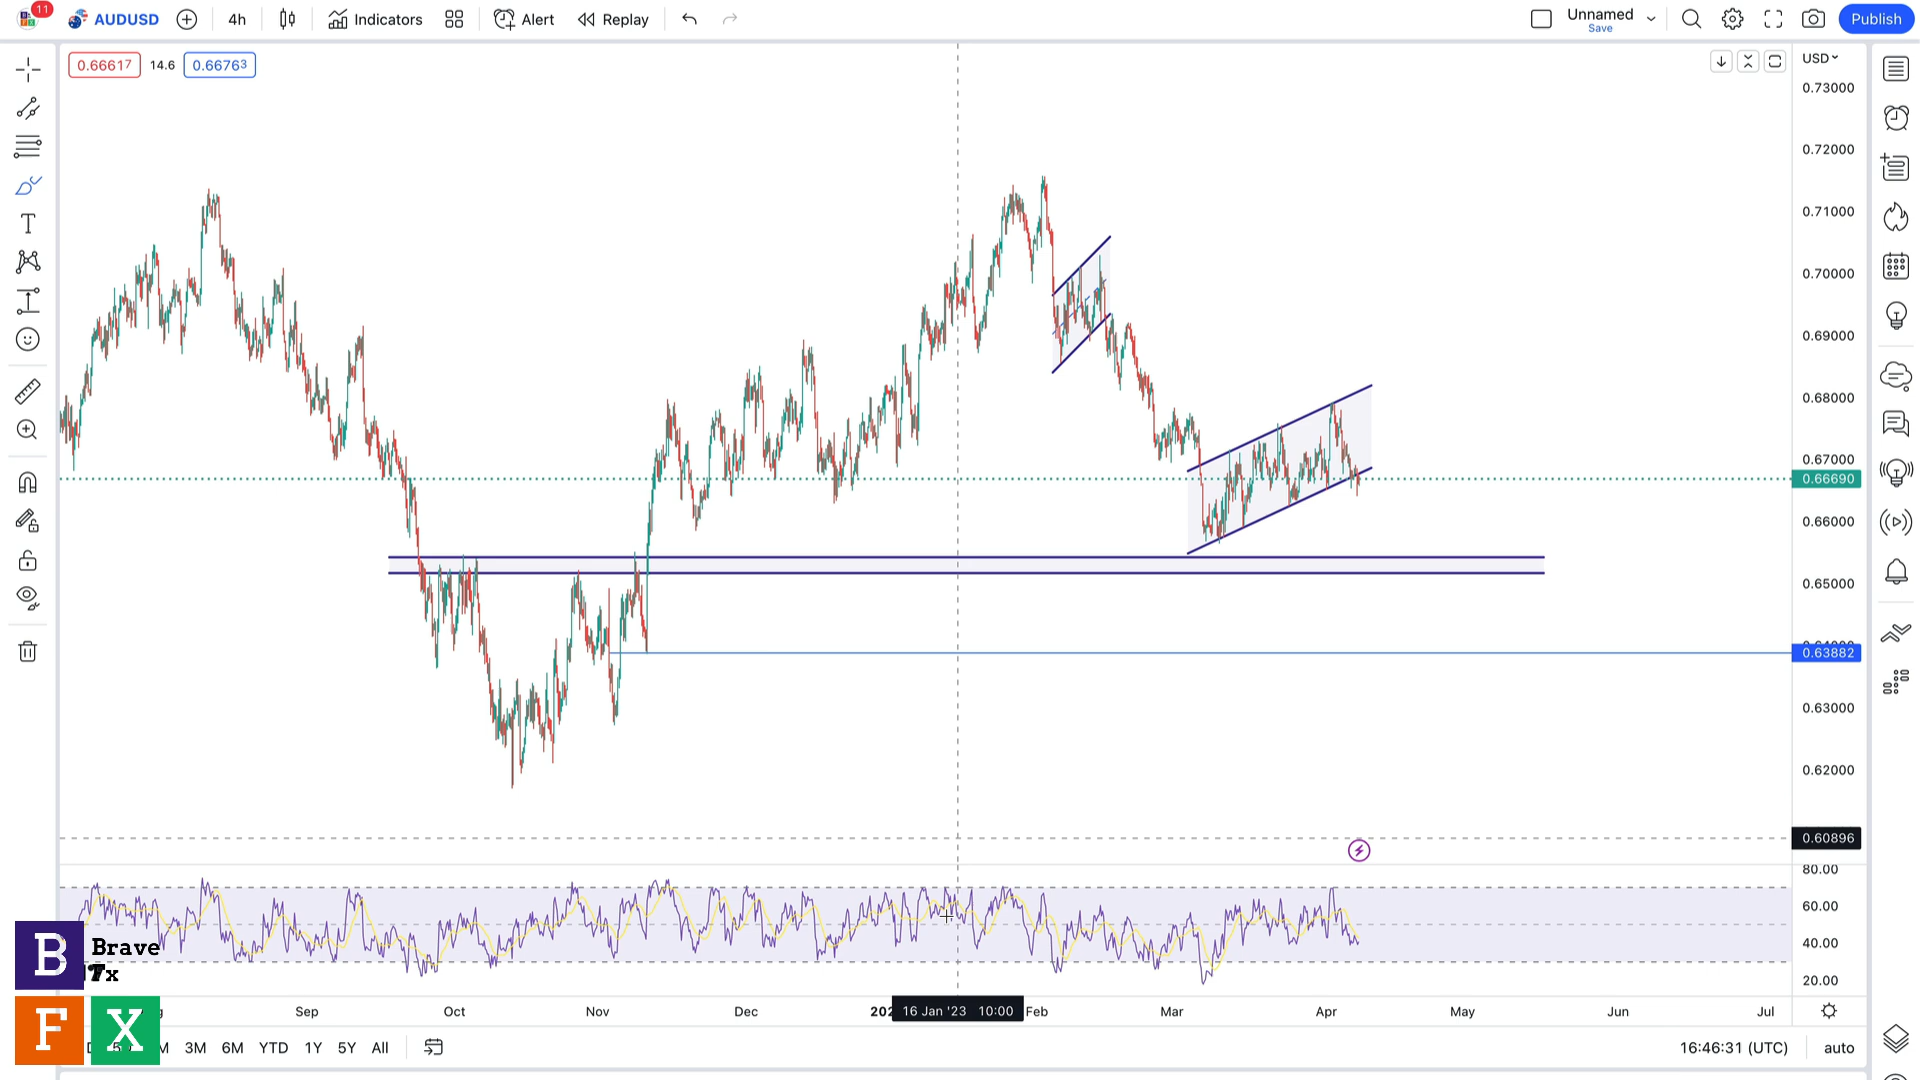 11
AUDUSD
4h
Indicators
Alert
Replay
Unnamed
Save
Publish
0.66617
14.6
0.66763
USD
0.73000
0.72000
0.71000
0.70000
0.69000
0.68000
0.67000
0.66690
0.66000
0.65000
0.63882
0.63000
0.62000
0.60896
80.00
60.00
40.00
20.00
B
Brave
Fx
F
X
Sep
Oct
Nov
Dec
202
16 Jan '23 10:00
Feb
Mar
Apr
May
Jun
Jul
3M
6M
YTD
1Y
5Y
All
16:46:31 (UTC)
auto